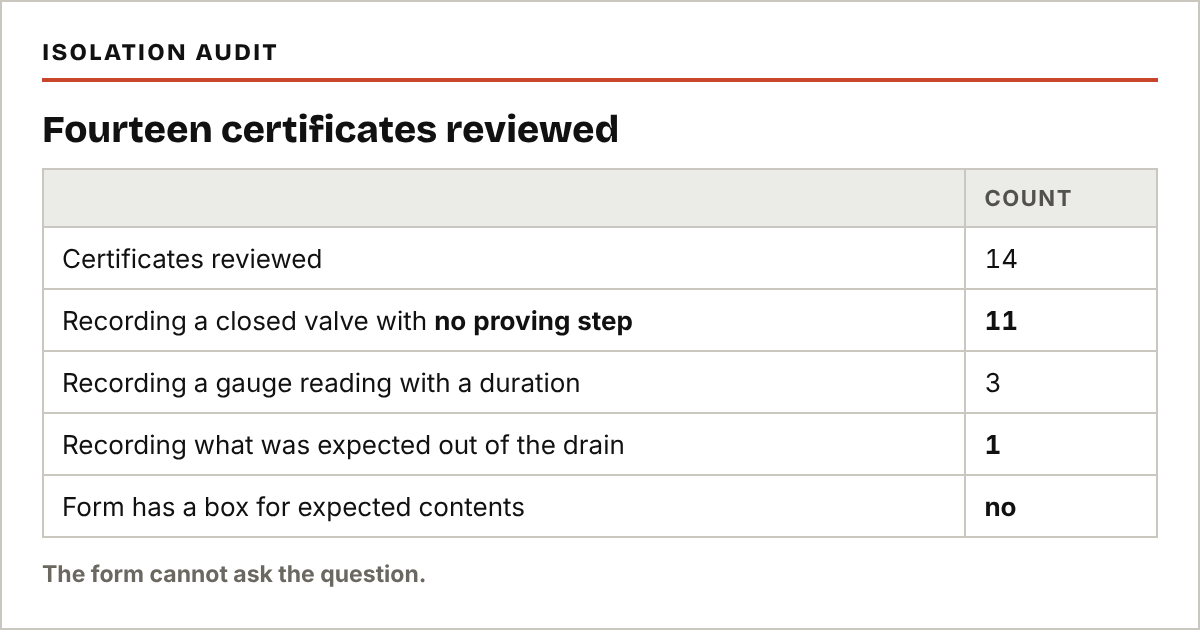 ISOLATION AUDIT
Fourteen certificates reviewed
COUNT
Certificates reviewed 14
Recording a closed valve with no proving step 11
Recording a gauge reading with a duration 3
Recording what was expected out of the drain 1
Form has a box for expected contents no
The form cannot ask the question.